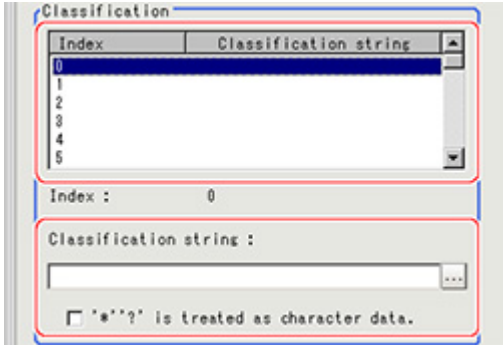 Classification
Index Classification string
0
1
2
3
4
5
Index : 0
Classification string :
...
'*''?' is treated as character data.